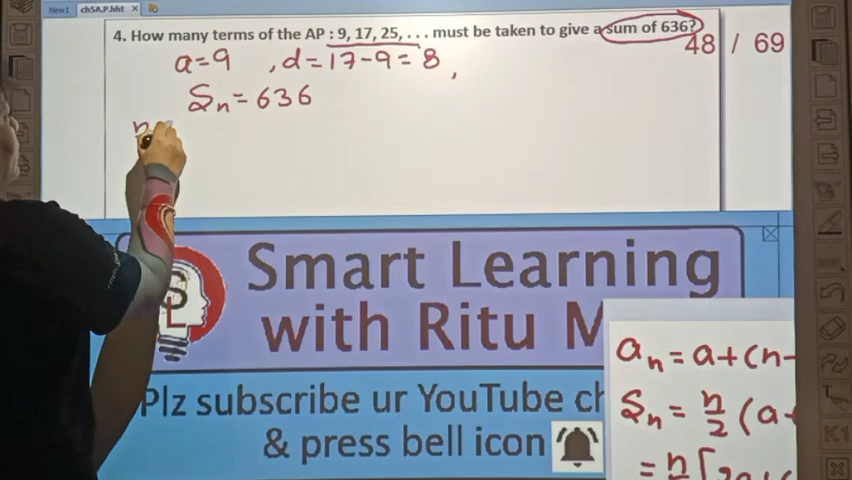 New1 ch5A.P.hht
4. How many terms of the AP : 9, 17, 25, . . . must be taken to give a sum of 636?
48 / 69
a=9 , d=17-9=8 ,
Sn=636
n
Smart Learning
with Ritu M
Plz subscribe ur YouTube ch
& press bell icon
an = a+(n-
Sn = n/2 (a+
= n
K1